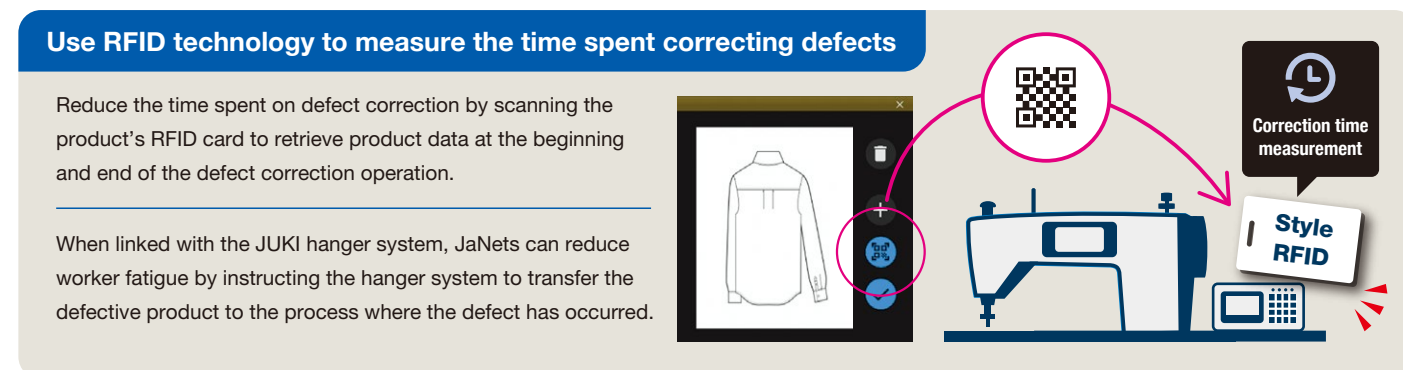 Use RFID technology to measure the time spent correcting defects
Reduce the time spent on defect correction by scanning the
product's RFID card to retrieve product data at the beginning
and end of the defect correction operation.
When linked with the JUKI hanger system, JaNets can reduce
worker fatigue by instructing the hanger system to transfer the
defective product to the process where the defect has occurred.
Correction time
measurement
Style
RFID